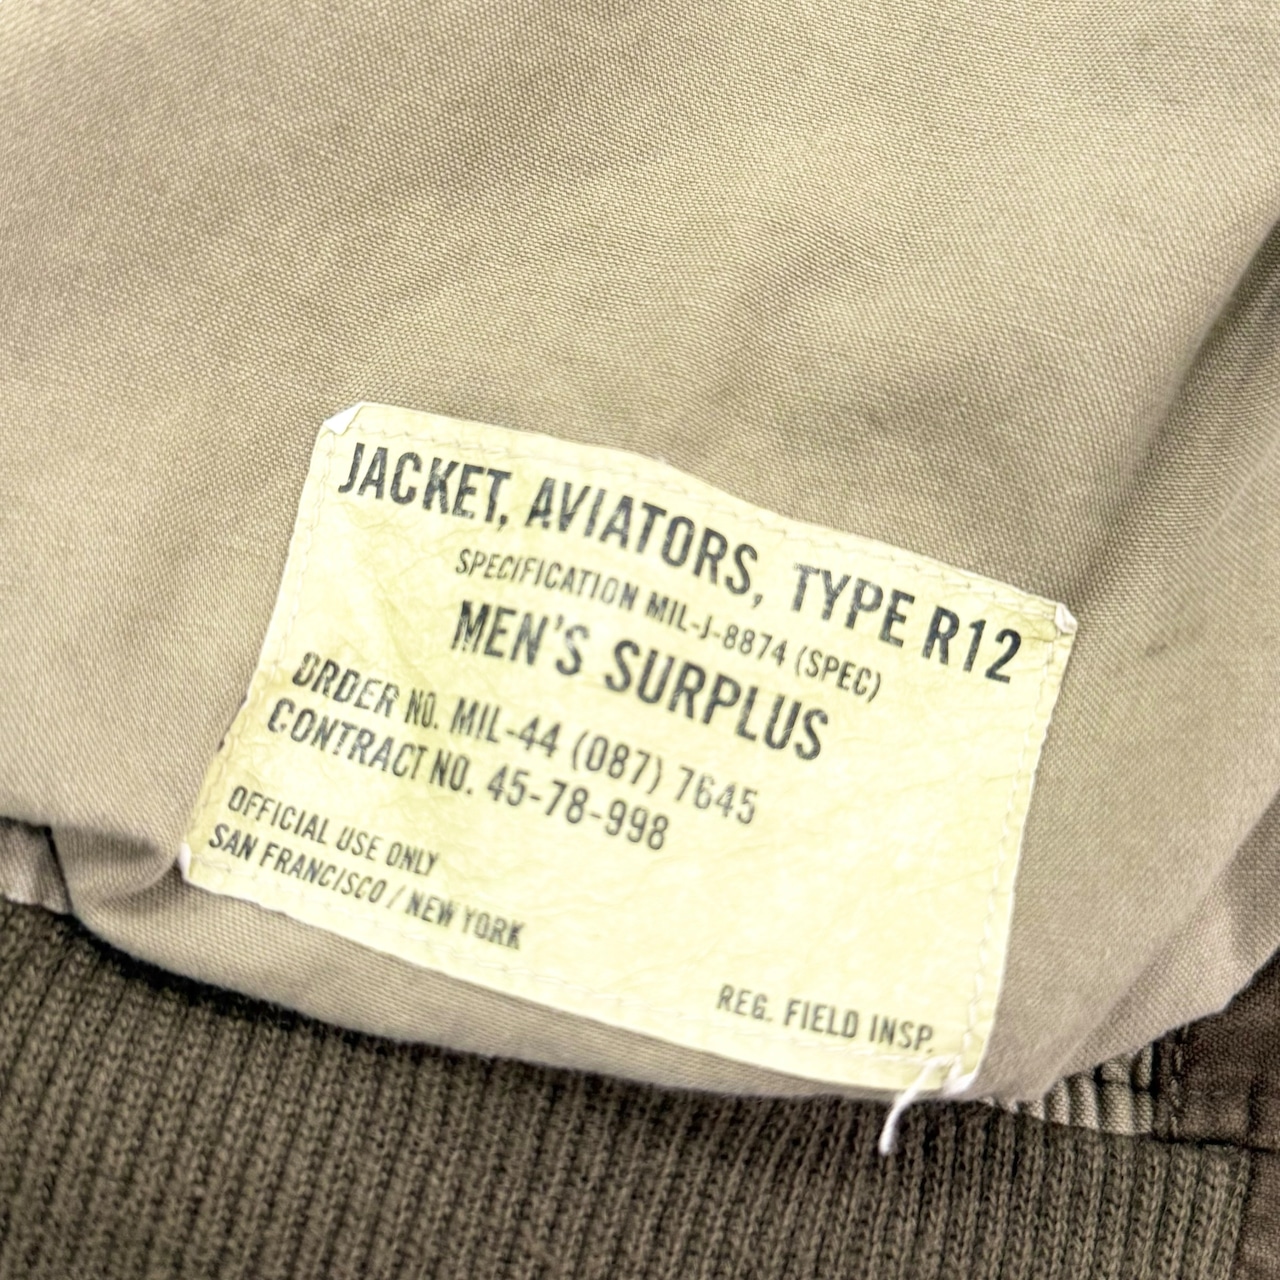 JACKET, AVIATORS, TYPE R12
SPECIFICATION MIL-J-8874 (SPEC)
MEN'S SURPLUS
ORDER NO. MIL-44 (087) 7645
CONTRACT NO. 45-78-998
OFFICIAL USE ONLY
SAN FRANCISCO / NEW YORK
REG. FIELD INSP.